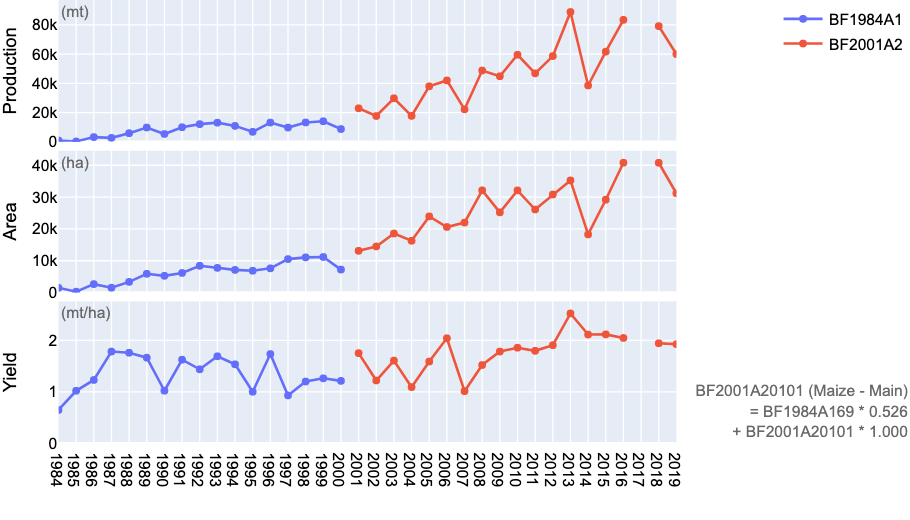 (mt)
80k
60k
40k
20k
0
Production
BF1984A1
BF2001A2
(ha)
40k
30k
20k
10k
0
Area
(mt/ha)
2
1
0
Yield
BF2001A20101 (Maize - Main)
= BF1984A169 * 0.526
+ BF2001A20101 * 1.000
1984
1985
1986
1987
1988
1989
1990
1991
1992
1993
1994
1995
1996
1997
1998
1999
2000
2001
2002
2003
2004
2005
2006
2007
2008
2009
2010
2011
2012
2013
2014
2015
2016
2017
2018
2019